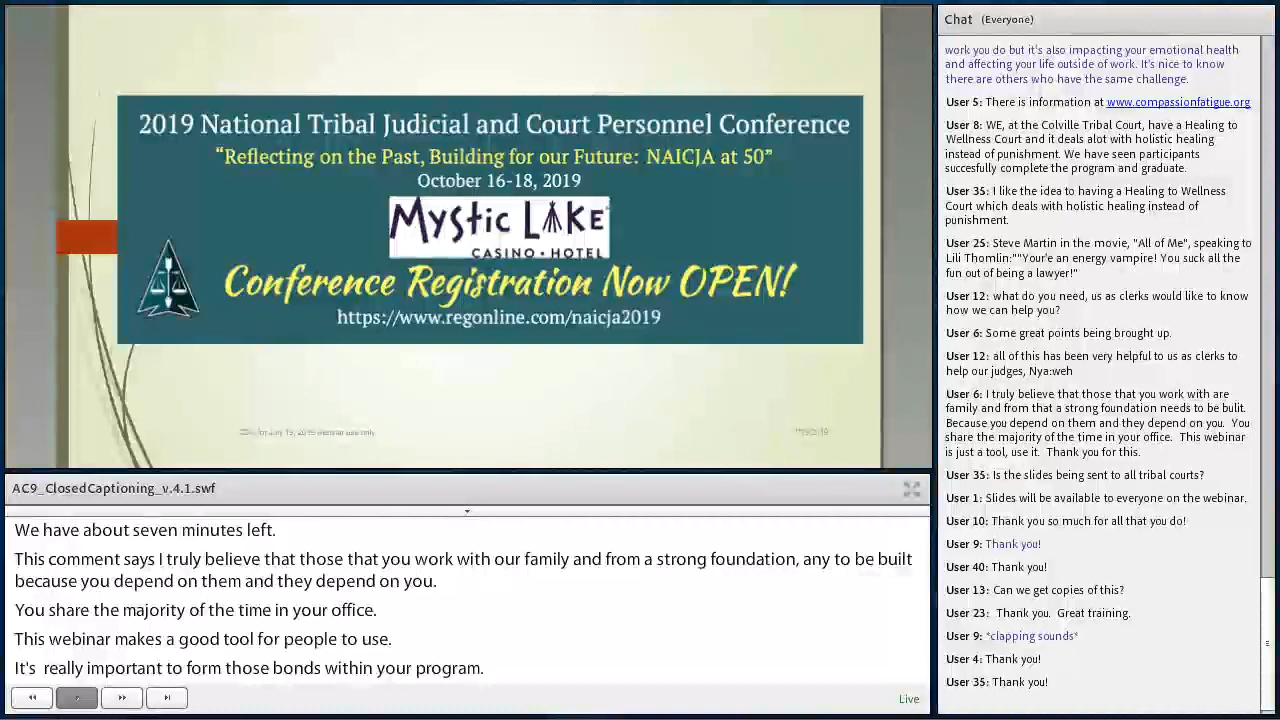 2019 National Tribal Judicial and Court Personnel Conference
“Reflecting on the Past, Building for our Future: NAICJA at 50”
October 16-18, 2019
MYSTIC LAKE
CASINO • HOTEL
Conference Registration Now OPEN!
https://www.regonline.com/naicja2019
AC9_ClosedCaptioning_v.4.1.swf
We have about seven minutes left.
This comment says I truly believe that those that you work with our family and from a strong foundation, any to be built
because you depend on them and they depend on you.
You share the majority of the time in your office.
This webinar makes a good tool for people to use.
It's really important to form those bonds within your program.
Live
Chat (Everyone)
work you do but it's also impacting your emotional health
and affecting your life outside of work. It's nice to know
there are others who have the same challenge.
User 5: There is information at www.compassionfatigue.org
User 8: WE, at the Colville Tribal Court, have a Healing to
Wellness Court and it deals alot with holistic healing
instead of punishment. We have seen participants
succesfully complete the program and graduate.
User 35: I like the idea to having a Healing to Wellness
Court which deals with holistic healing instead of
punishment.
User 25: Steve Martin in the movie, "All of Me", speaking to
Lili Thomlin:""Your'e an energy vampire! You suck all the
fun out of being a lawyer!"
User 12: what do you need, us as clerks would like to know
how we can help you?
User 6: Some great points being brought up.
User 12: all of this has been very helpful to us as clerks to
help our judges, Nya:weh
User 6: I truly believe that those that you work with are
family and from that a strong foundation needs to be bulit.
Because you depend on them and they depend on you. You
share the majority of the time in your office. This webinar
is just a tool, use it. Thank you for this.
User 35: Is the slides being sent to all tribal courts?
User 1: Slides will be available to everyone on the webinar.
User 10: Thank you so much for all that you do!
User 9: Thank you!
User 40: Thank you!
User 13: Can we get copies of this?
User 23: Thank you. Great training.
User 9: *clapping sounds*
User 4: Thank you!
User 35: Thank you!